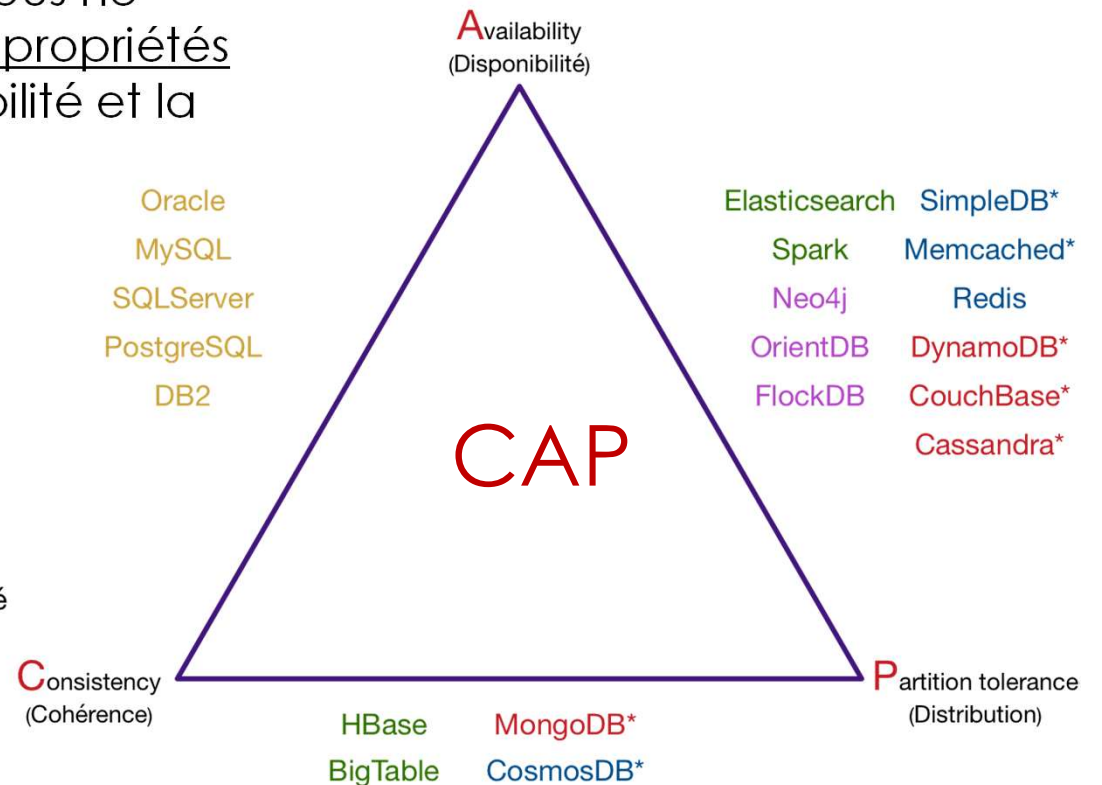 propriétés
bilité et la
Availability
(Disponibilité)
Oracle
MySQL
SQLServer
PostgreSQL
DB2
Elasticsearch SimpleDB*
Spark Memcached*
Neo4j Redis
OrientDB DynamoDB*
FlockDB CouchBase*
Cassandra*
CAP
é
Consistency
(Cohérence)
Partition tolerance
(Distribution)
HBase MongoDB*
BigTable CosmosDB*